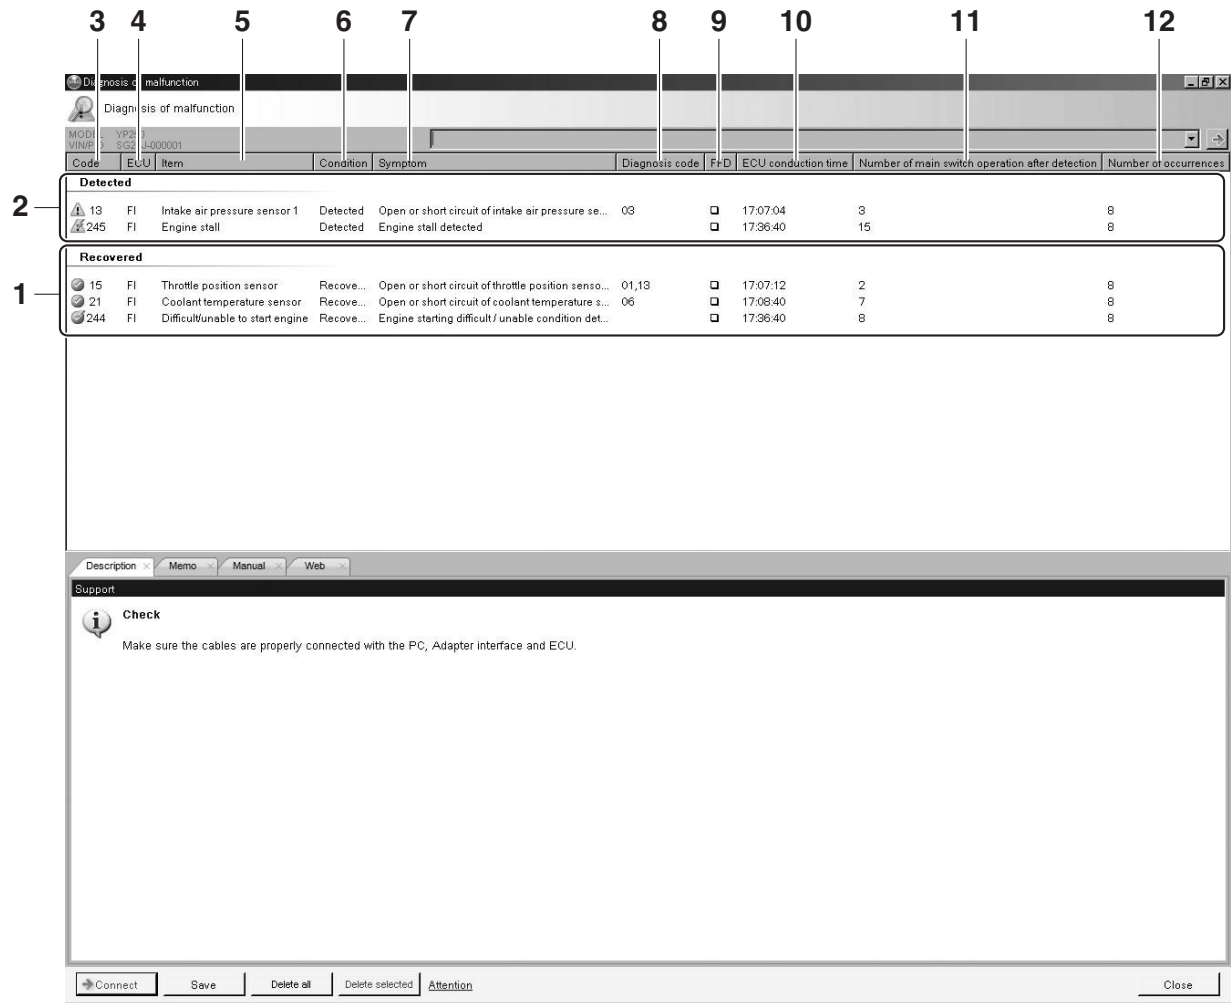 3 4 5 6 7 8 9 10 11 12
Diagnosis of malfunction
Diagnosis of malfunction
MODEL YP250
VIN/P D SG2 J-000001
Code ECU Item Condition Symptom Diagnosis code FFD ECU conduction time Number of main switch operation after detection Number of occurrences
2
Detected
13 FI Intake air pressure sensor 1 Detected Open or short circuit of intake air pressure se... 03 17:07:04 3 8
245 FI Engine stall Detected Engine stall detected 17:36:40 15 8
1
Recovered
15 FI Throttle position sensor Recove... Open or short circuit of throttle position senso... 01,13 17:07:12 2 8
21 FI Coolant temperature sensor Recove... Open or short circuit of coolant temperature s... 06 17:08:40 7 8
244 FI Difficult/unable to start engine Recove... Engine starting difficult / unable condition det... 17:36:40 8 8
Description Memo Manual Web
Support
Check
Make sure the cables are properly connected with the PC, Adapter interface and ECU.
Connect Save Delete all Delete selected Attention Close